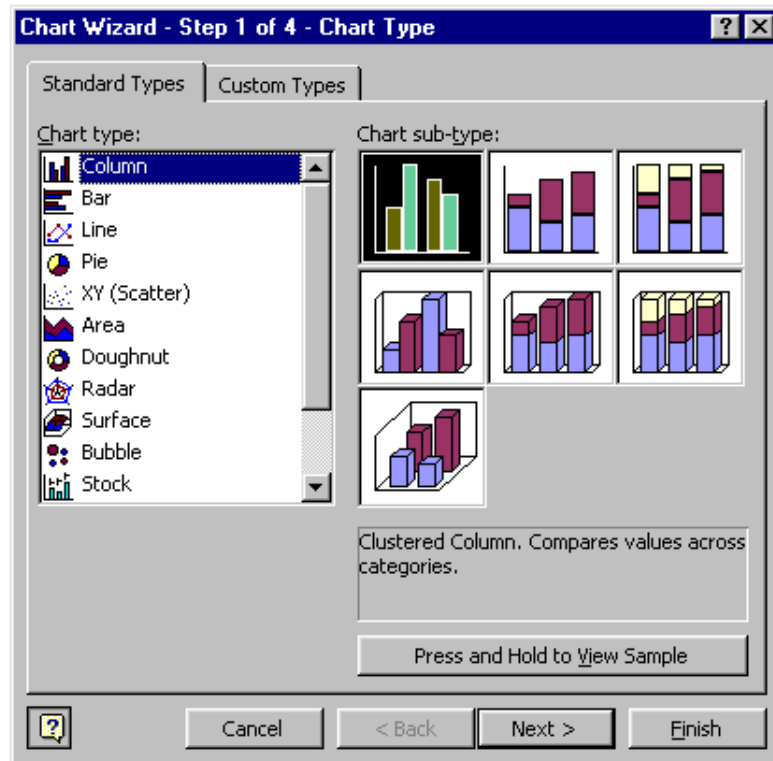 Chart Wizard - Step 1 of 4 - Chart Type
Standard Types
Custom Types
Chart type:
Column
Bar
Line
Pie
XY (Scatter)
Area
Doughnut
Radar
Surface
Bubble
Stock
Chart sub-type:
Clustered Column. Compares values across
categories.
Press and Hold to View Sample
Cancel
< Back
Next >
Finish